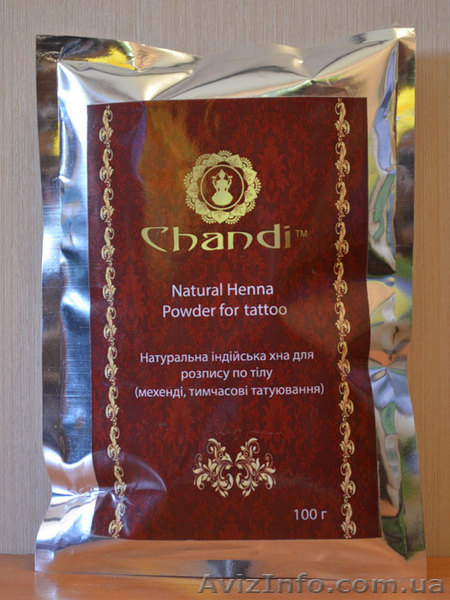 Chandi™
Natural Henna
Powder for tattoo
Натуральна індійська хна для
розпису по тілу
(мехенді, тимчасові татуювання)
100 г
AvizInfo.com.ua